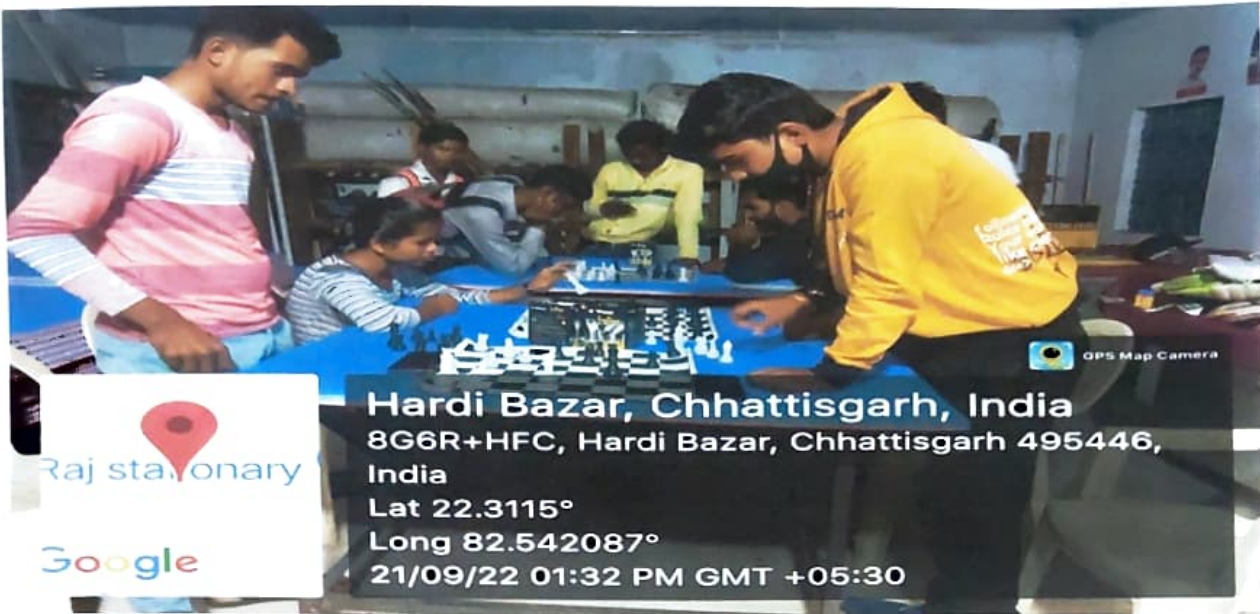 GPS Map Camera
Hardi Bazar, Chhattisgarh, India
8G6R+HFC, Hardi Bazar, Chhattisgarh 495446,
India
Lat 22.3115°
Long 82.542087°
21/09/22 01:32 PM GMT +05:30
Raj stationary
Google